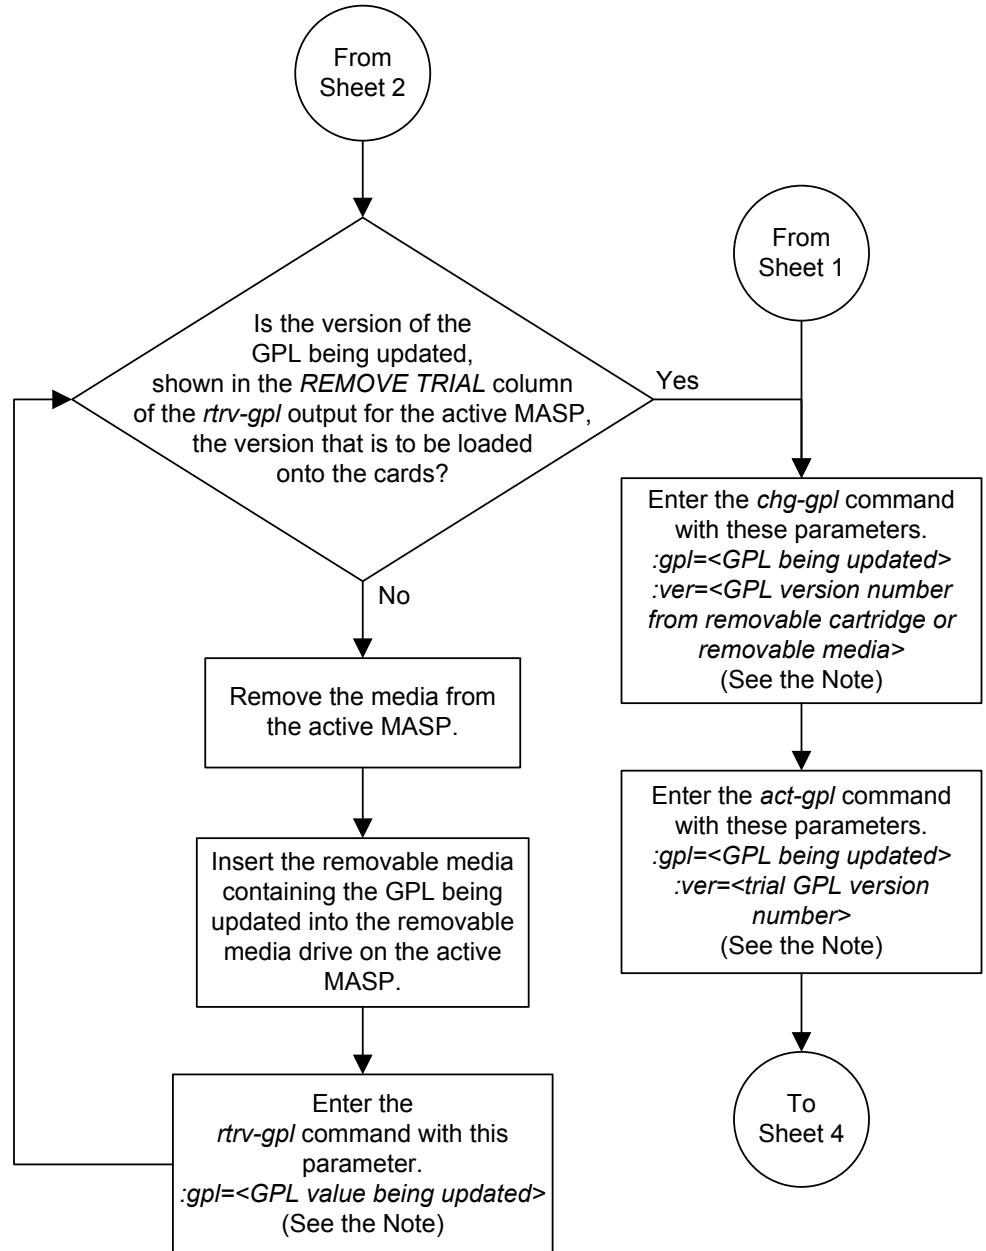 From
Sheet 2
Is the version of the
GPL being updated,
shown in the REMOVE TRIAL column
of the rtrv-gpl output for the active MASP,
the version that is to be loaded
onto the cards?
Yes
No
Remove the media from
the active MASP.
Insert the removable media
containing the GPL being
updated into the removable
media drive on the active
MASP.
Enter the
rtrv-gpl command with this
parameter.
:gpl=<GPL value being updated>
(See the Note)
From
Sheet 1
Enter the chg-gpl command
with these parameters.
:gpl=<GPL being updated>
:ver=<GPL version number
from removable cartridge or
removable media>
(See the Note)
Enter the act-gpl command
with these parameters.
:gpl=<GPL being updated>
:ver=<trial GPL version
number>
(See the Note)
To
Sheet 4